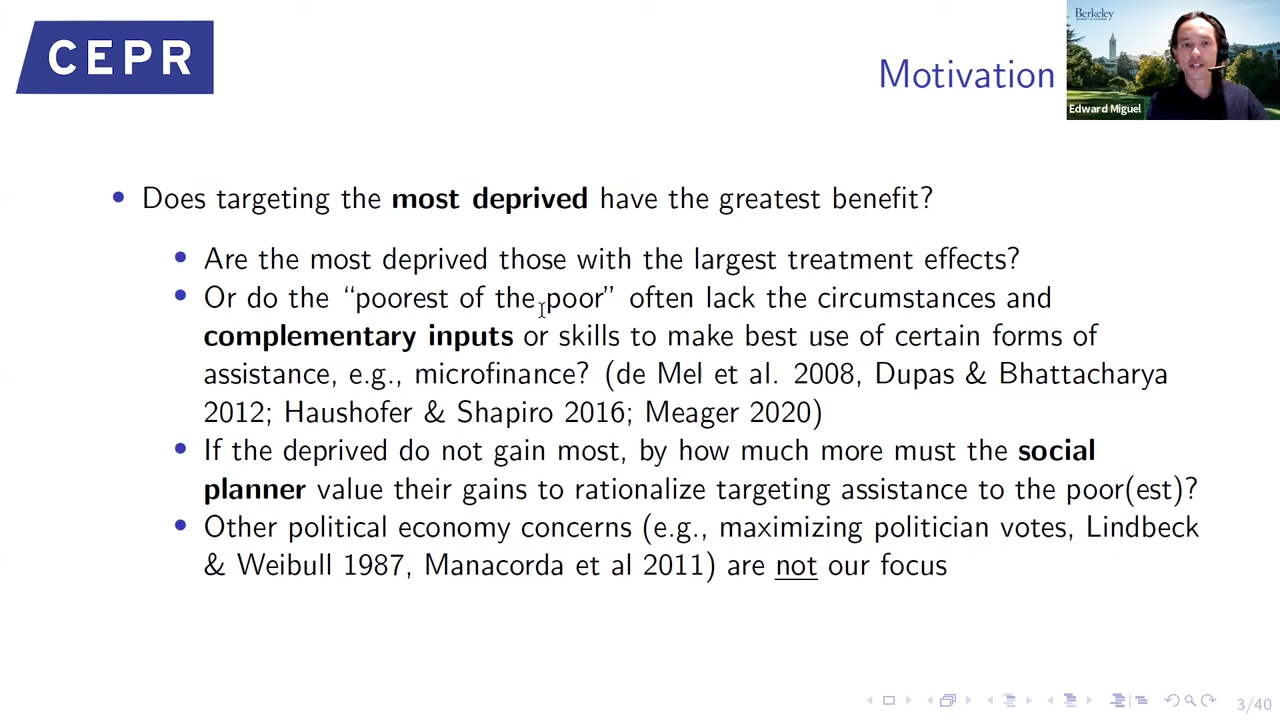 CEPR
Motivation
Berkeley
Edward Miguel
• Does targeting the most deprived have the greatest benefit?
• Are the most deprived those with the largest treatment effects?
• Or do the “poorest of the poor” often lack the circumstances and
complementary inputs or skills to make best use of certain forms of
assistance, e.g., microfinance? (de Mel et al. 2008, Dupas & Bhattacharya
2012; Haushofer & Shapiro 2016; Meager 2020)
• If the deprived do not gain most, by how much more must the social
planner value their gains to rationalize targeting assistance to the poor(est)?
• Other political economy concerns (e.g., maximizing politician votes, Lindbeck
& Weibull 1987, Manacorda et al 2011) are not our focus
3/40